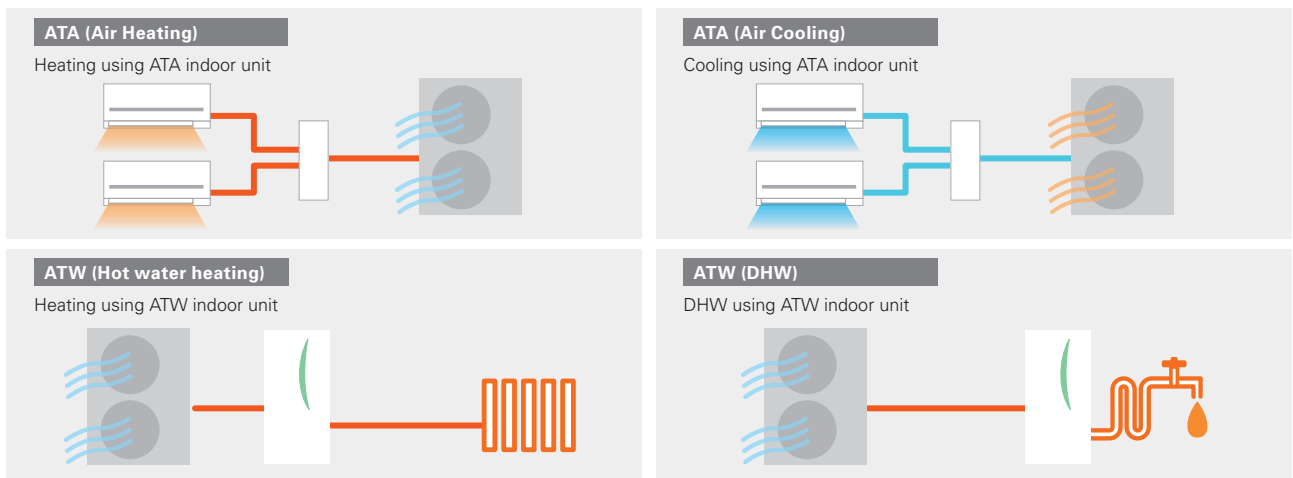 ATA (Air Heating)
Heating using ATA indoor unit
ATA (Air Cooling)
Cooling using ATA indoor unit
ATW (Hot water heating)
Heating using ATW indoor unit
ATW (DHW)
DHW using ATW indoor unit